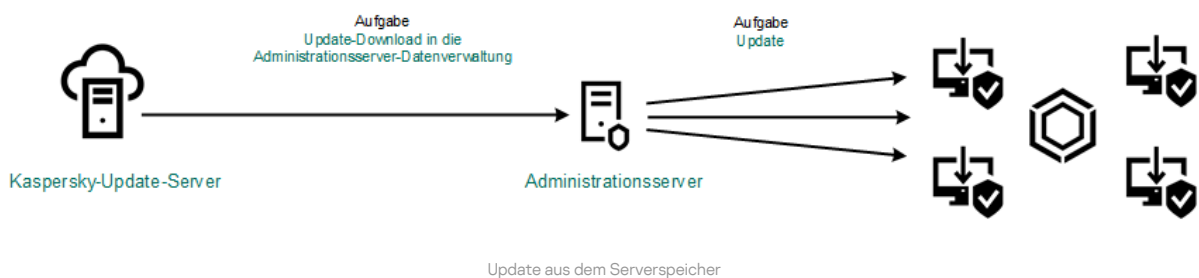 Aufgabe
Update-Download in die
Administrationsserver-Datenverwaltung
Aufgabe
Update
Kaspersky-Update-Server
Administrationsserver
Update aus dem Serverspeicher